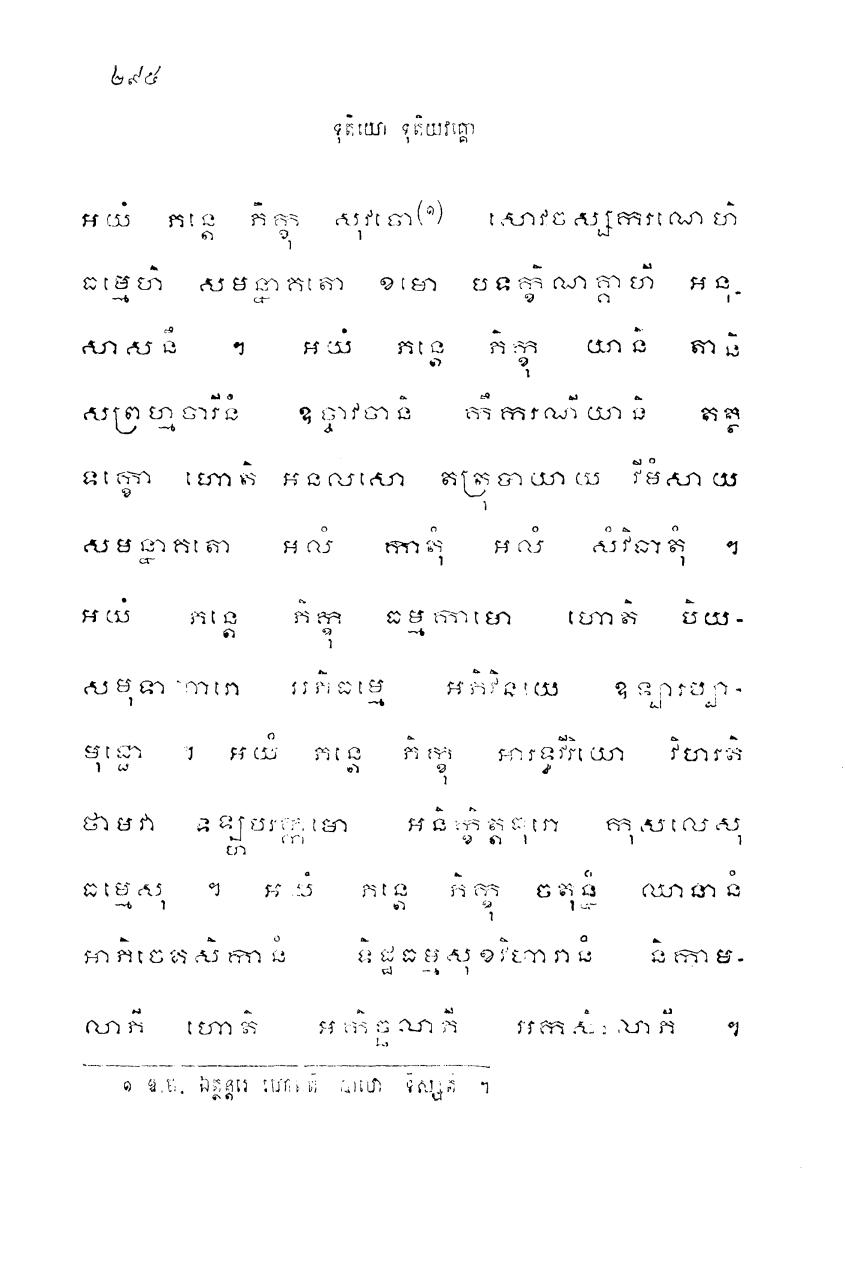 ២៩៤
ទុតិយោ ទុតិយវគ្គោ
អយំ ភន្តេ ភិក្ខុ សុវចោ(១) សោវចស្សករណេហិ
ធម្មេហិ សមន្នាគតោ ខមោ បទក្ខិណគ្គាហី អនុ-
សាសនឹ ។ អយំ ភន្តេ ភិក្ខុ យានិ តានិ
សព្រហ្មចារីនំ ឧច្ចាវចានិ កឹករណីយានិ តត្ថ
ទក្ខោ ហោតិ អនលសោ តត្រុបាយាយ វីមំសាយ
សមន្នាគតោ អលំ កាតុំ អលំ សំវិធាតុំ ។
អយំ ភន្តេ ភិក្ខុ ធម្មកាមោ ហោតិ បិយ-
សមុទាហារោ អភិធម្មេ អភិវិនយេ ឧឡ្ហារប្បា-
មុជ្ជោ ។ អយំ ភន្តេ ភិក្ខុ អារទ្ធវីរិយោ វិហរតិ
ថាមវា ទឡ្ហបរក្កមោ អនិក្ខិត្តធុរោ កុសលេសុ
ធម្មេសុ ។ អយំ ភន្តេ ភិក្ខុ ចតុន្នំ ឈានានំ
អាភិចេតសិកានំ ទិដ្ឋធម្មសុខវិហារានំ និកាម-
លាភី ហោតិ អកិច្ឆលាភី អកសិរលាភី ។
១ ឱ.ម. ឯត្ថន្តរេ ហោតីតិ បាឋោ ទិស្សតិ ។